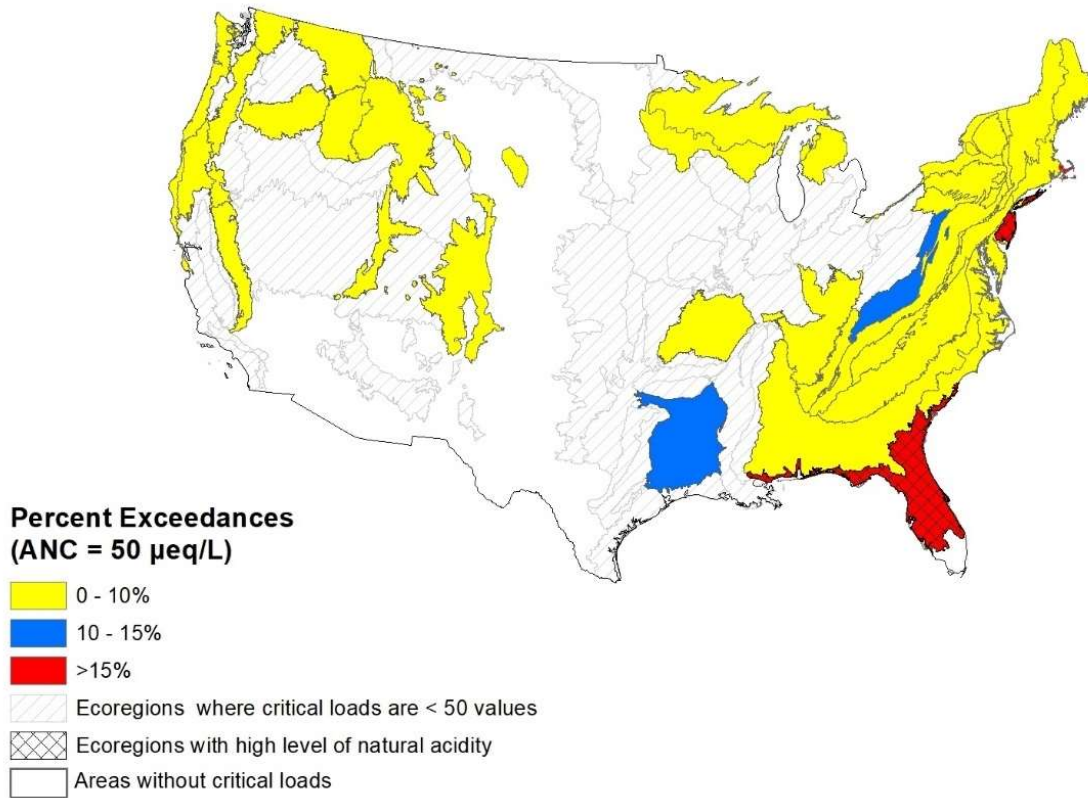 Percent Exceedances
(ANC = 50 µeq/L)
0 - 10%
10 - 15%
>15%
Ecoregions where critical loads are < 50 values
Ecoregions with high level of natural acidity
Areas without critical loads